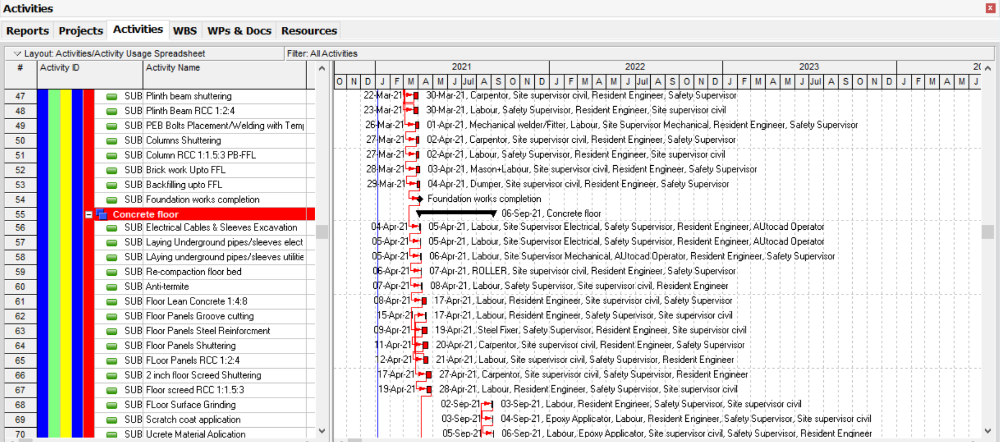 Activities
Reports Projects Activities WBS WPs & Docs Resources
Layout: Activities/Activity Usage Spreadsheet Filter: All Activities
# Activity ID Activity Name 2021 2022 2023
O N D J F M A M J Jul A S O N D J F M A M J Jul A S O N D J F M A M J Jul A S O N D J F M A M J
47 SUB Plinth beam shuttering 22-Mar-21 30-Mar-21, Carpentor, Site supervisor civil, Resident Engineer, Safety Supervisor
48 SUB Plinth Beam RCC 1:2:4 23-Mar-21 30-Mar-21, Labour, Safety Supervisor, Resident Engineer, Site supervisor civil
49 SUB PEB Bolts Placement/Welding with Temp 26-Mar-21 01-Apr-21, Mechanical welder/Fitter, Labour, Site Supervisor Mechanical, Resident Engineer, Safety Supervisor
50 SUB Columns Shuttering 27-Mar-21 02-Apr-21, Carpentor, Site supervisor civil, Resident Engineer, Safety Supervisor
51 SUB Column RCC 1:1.5:3 PB-FFL 27-Mar-21 02-Apr-21, Labour, Safety Supervisor, Resident Engineer, Site supervisor civil
52 SUB Brick work Upto FFL 28-Mar-21 03-Apr-21, Mason+Labour, Site supervisor civil, Resident Engineer, Safety Supervisor
53 SUB Backfilling upto FFL 29-Mar-21 04-Apr-21, Dumper, Site supervisor civil, Resident Engineer, Safety Supervisor
54 SUB Foundation works completion Foundation works completion
55 Concrete floor 06-Sep-21, Concrete floor
56 SUB Electrical Cables & Sleeves Excavation 04-Apr-21 05-Apr-21, Labour, Site Supervisor Electrical, Safety Supervisor, Resident Engineer, AUtocad Operator
57 SUB Laying Underground pipes/sleeves elect 05-Apr-21 05-Apr-21, Labour, Site Supervisor Electrical, Safety Supervisor, Resident Engineer, AUtocad Operator
58 SUB LAying underground pipes/sleeves utilitie 05-Apr-21 06-Apr-21, Labour, Site Supervisor Mechanical, AUtocad Operator, Resident Engineer, Safety Supervisor
59 SUB Re-compaction floor bed 06-Apr-21 07-Apr-21, ROLLER, Site supervisor civil, Resident Engineer, Safety Supervisor
60 SUB Anti-termite 07-Apr-21 08-Apr-21, Labour, Safety Supervisor, Site supervisor civil, Resident Engineer
61 SUB Floor Lean Concrete 1:4:8 08-Apr-21 17-Apr-21, Labour, Resident Engineer, Site supervisor civil, Safety Supervisor
62 SUB Floor Panels Groove cutting 15-Apr-21 17-Apr-21, Labour, Resident Engineer, Safety Supervisor, Site supervisor civil
63 SUB Floor Panels Steel Reinforcment 09-Apr-21 19-Apr-21, Steel Fixer, Safety Supervisor, Resident Engineer, Site supervisor civil
64 SUB Floor Panels Shuttering 11-Apr-21 20-Apr-21, Carpentor, Site supervisor civil, Resident Engineer, Safety Supervisor
65 SUB FLoor Panels RCC 1:2:4 12-Apr-21 21-Apr-21, Labour, Site supervisor civil, Safety Supervisor, Resident Engineer
66 SUB 2 inch floor Screed Shuttering 17-Apr-21 27-Apr-21, Carpentor, Site supervisor civil, Safety Supervisor, Resident Engineer
67 SUB Floor screed RCC 1:1.5:3 19-Apr-21 28-Apr-21, Labour, Resident Engineer, Safety Supervisor, Site supervisor civil
68 SUB FLoor Surface Grinding 02-Sep-21 03-Sep-21, Labour, Resident Engineer, Safety Supervisor, Site supervisor civil
69 SUB Scratch coat application 03-Sep-21 04-Sep-21, Epoxy Applicator, Labour, Resident Engineer, Safety Supervisor, Site supervisor civil
70 SUB Ucrete Material Aplication 05-Sep-21 06-Sep-21, Labour, Epoxy Applicator, Site supervisor civil, Safety Supervisor, Resident Engineer